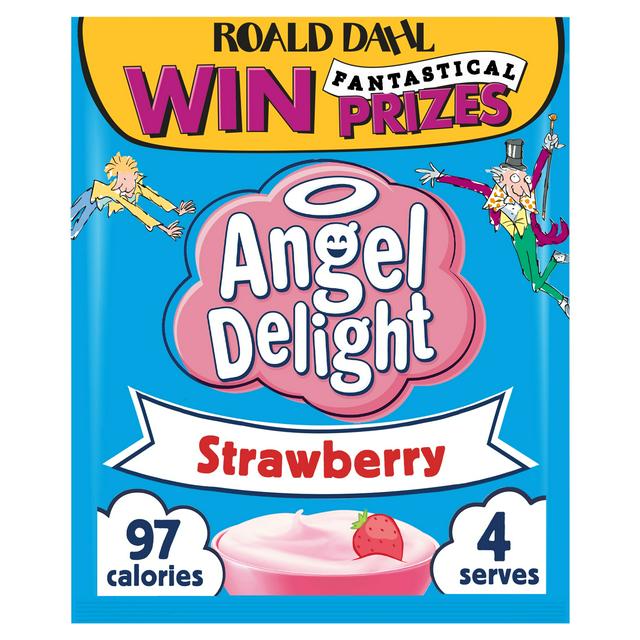 ROALD DAHL
WIN FANTASTICAL
PRIZES
Angel
Delight
Strawberry
97
calories
4
serves